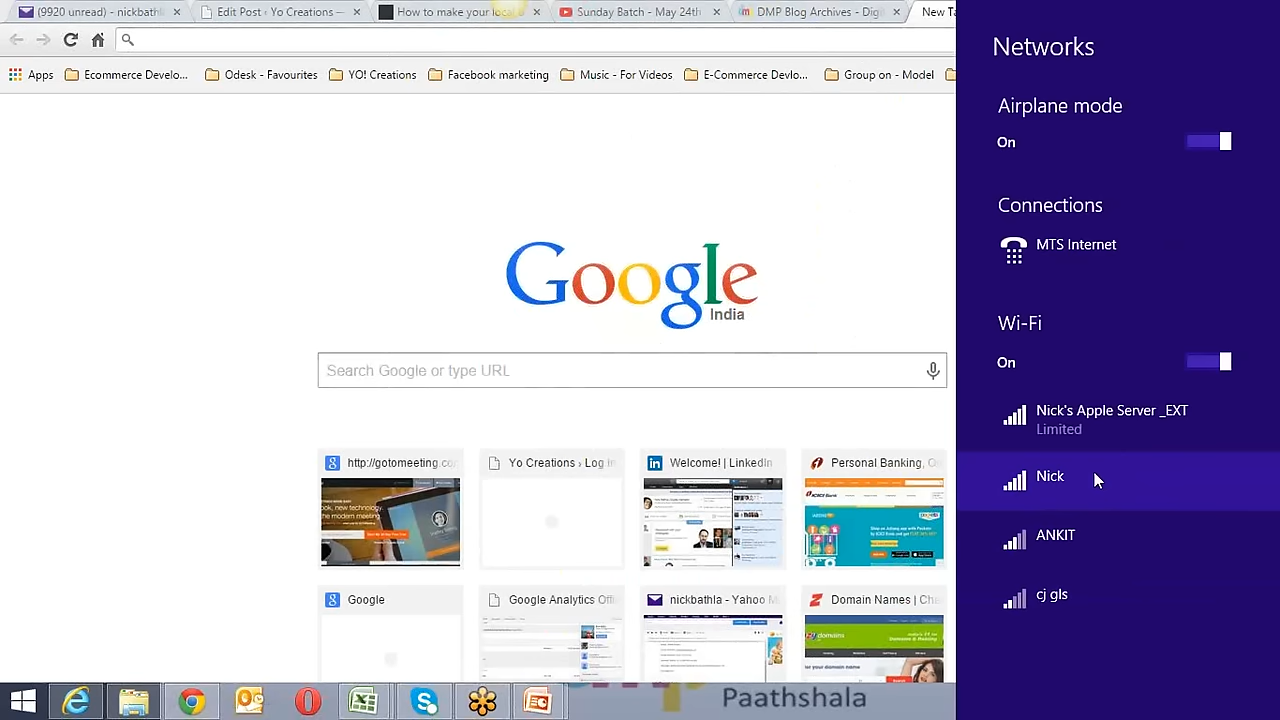 (9920 unread) - nickbathl
Edit Post ‹ Yo Creations —
How to make your local b
Sunday Batch - May 24th
DMP Blog Archives - Digi
New Ta
Apps
Ecommerce Develo...
Odesk Favourites
YO! Creations
Facebook marketing
Music - For Videos
E-Commerce Devlo...
Group on - Model
Google
India
Search Google or type URL
http://gotomeeting.co
Yo Creations › Log in
Welcome! | LinkedIn
Personal Banking, O
Google
Google Analytics Offi
nickbathla - Yahoo M
Domain Names | Che
Paathshala
Networks
Airplane mode
On
Connections
MTS Internet
Wi-Fi
On
Nick's Apple Server _EXT
Limited
Nick
ANKIT
cj gls